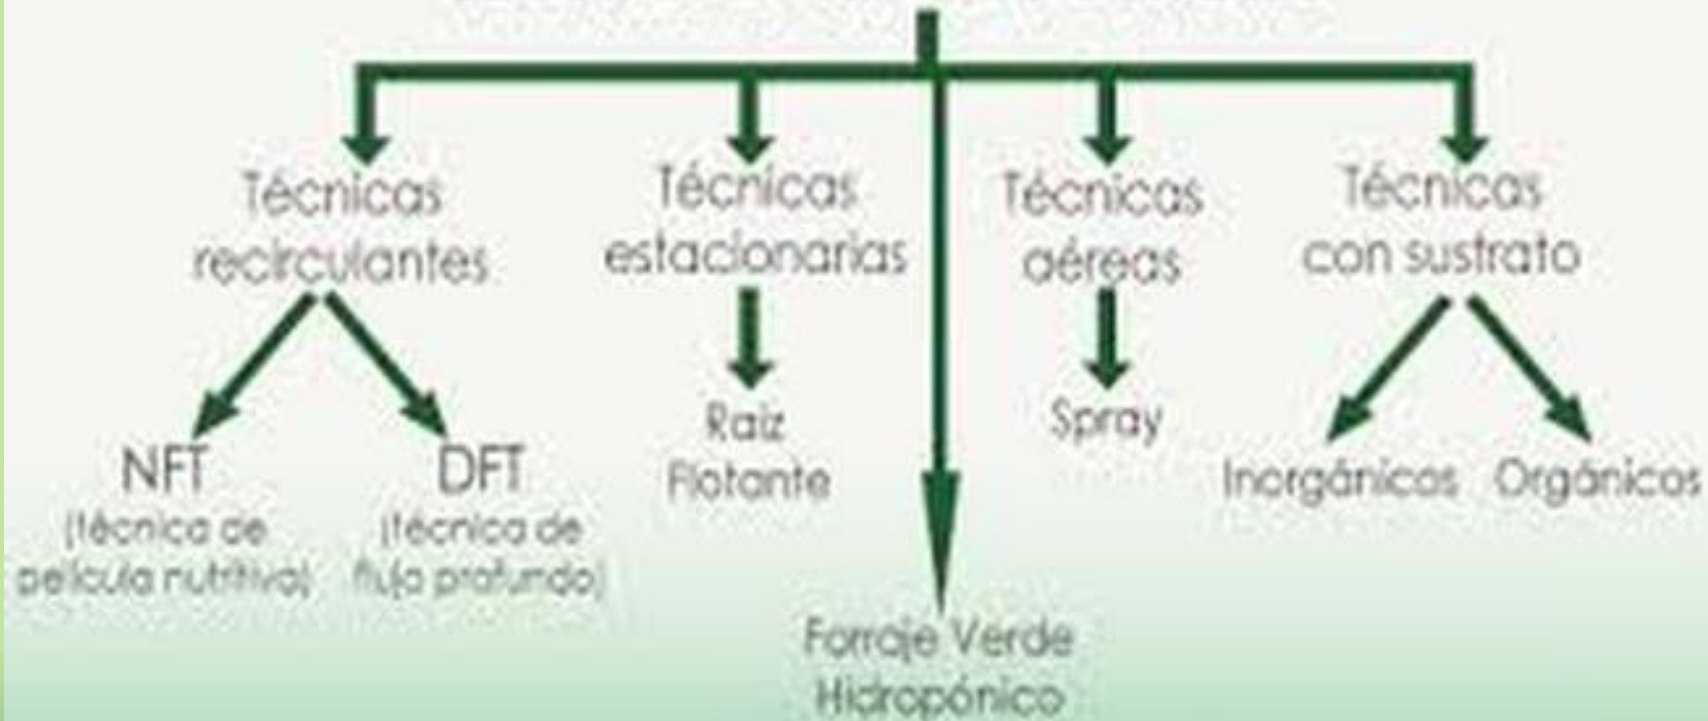 Técnicas
recirculantes
Técnicas
estacionarias
Técnicas
aéreas
Técnicas
con sustrato
NFT
(técnica de
película nutritiva)
DFT
(técnica de
flujo profundo)
Raíz
Flotante
Spray
Inorgánicos
Orgánicos
Forraje Verde
Hidropónico